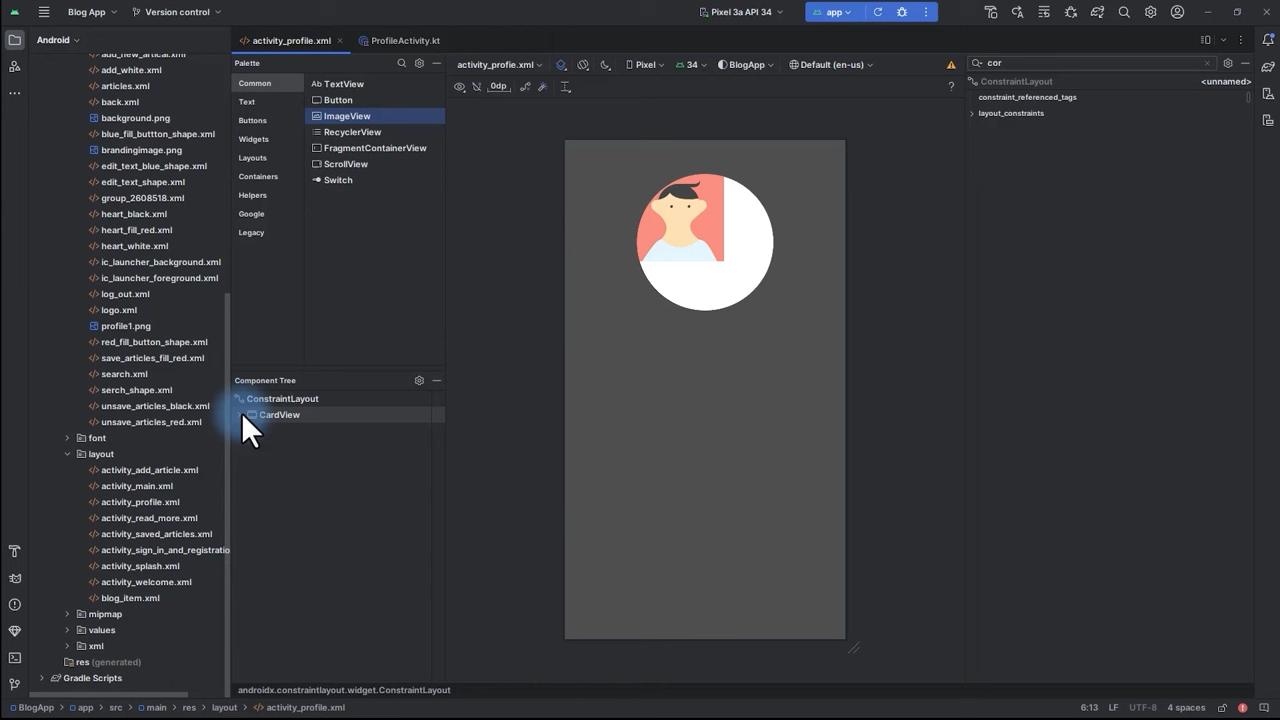 Blog App
Version control
Pixel 3a API 34
app
Android
activity_profile.xml
ProfileActivity.kt
add_new_artical.xml
add_white.xml
articles.xml
back.xml
background.png
blue_fill_buttton_shape.xml
brandingimage.png
edit_text_blue_shape.xml
edit_text_shape.xml
group_2608518.xml
heart_black.xml
heart_fill_red.xml
heart_white.xml
ic_launcher_background.xml
ic_launcher_foreground.xml
log_out.xml
logo.xml
profile1.png
red_fill_button_shape.xml
save_articles_fill_red.xml
search.xml
serch_shape.xml
unsave_articles_black.xml
unsave_articles_red.xml
font
layout
activity_add_article.xml
activity_main.xml
activity_profile.xml
activity_read_more.xml
activity_saved_articles.xml
activity_sign_in_and_registratio
activity_splash.xml
activity_welcome.xml
blog_item.xml
mipmap
values
xml
res (generated)
Gradle Scripts
Palette
Common
Text
Buttons
Widgets
Layouts
Containers
Helpers
Google
Legacy
Ab TextView
Button
ImageView
RecyclerView
FragmentContainerView
ScrollView
Switch
Component Tree
ConstraintLayout
CardView
activity_profie.xml
Pixel
34
BlogApp
Default (en-us)
0dp
?
cor
ConstraintLayout
<unnamed>
constraint_referenced_tags
layout_constraints
androidx.constraintlayout.widget.ConstraintLayout
BlogApp > app > src > main > res > layout > activity_profile.xml
6:13 LF UTF-8 4 spaces